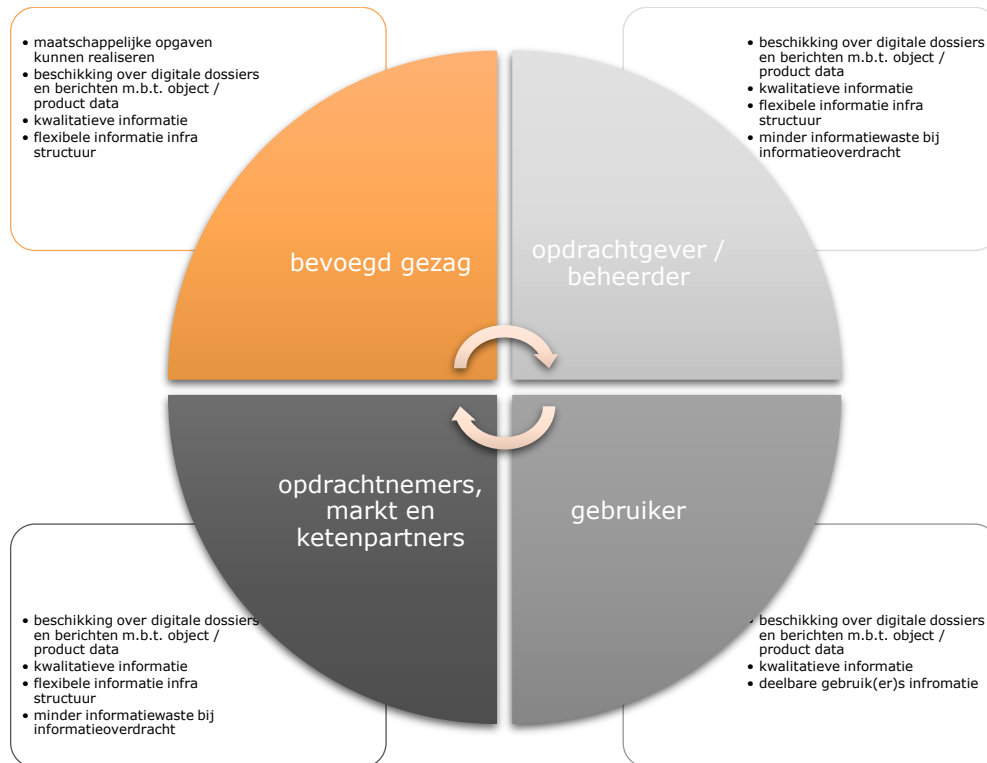 • maatschappelijke opgaven
kunnen realiseren
• beschikking over digitale dossiers
en berichten m.b.t. object /
product data
• kwalitatieve informatie
• flexibele informatie infra
structuur
• beschikking over digitale dossiers
en berichten m.b.t. object /
product data
• kwalitatieve informatie
• flexibele informatie infra
structuur
• minder informatiewaste bij
informatieoverdracht
bevoegd gezag
opdrachtgever /
beheerder
opdrachtnemers,
markt en
ketenpartners
gebruiker
• beschikking over digitale dossiers
en berichten m.b.t. object /
product data
• kwalitatieve informatie
• flexibele informatie infra
structuur
• minder informatiewaste bij
informatieoverdracht
• beschikking over digitale dossiers
en berichten m.b.t. object /
product data
• kwalitatieve informatie
• deelbare gebruik(er)s infromatie